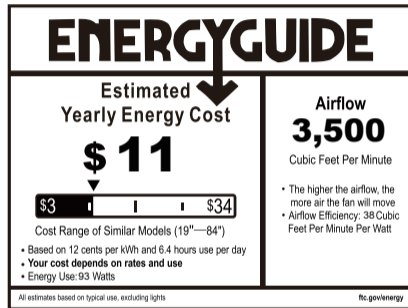 ENERGYGUIDE
Estimated
Yearly Energy Cost
$ 11
$3 $34
Cost Range of Similar Models (19"—84")
• Based on 12 cents per kWh and 6.4 hours use per day
• Your cost depends on rates and use
• Energy Use: 93 Watts
Airflow
3,500
Cubic Feet Per Minute
• The higher the airflow, the
more air the fan will move
• Airflow Efficiency: 38 Cubic
Feet Per Minute Per Watt
All estimates based on typical use, excluding lights
ftc.gov/energy